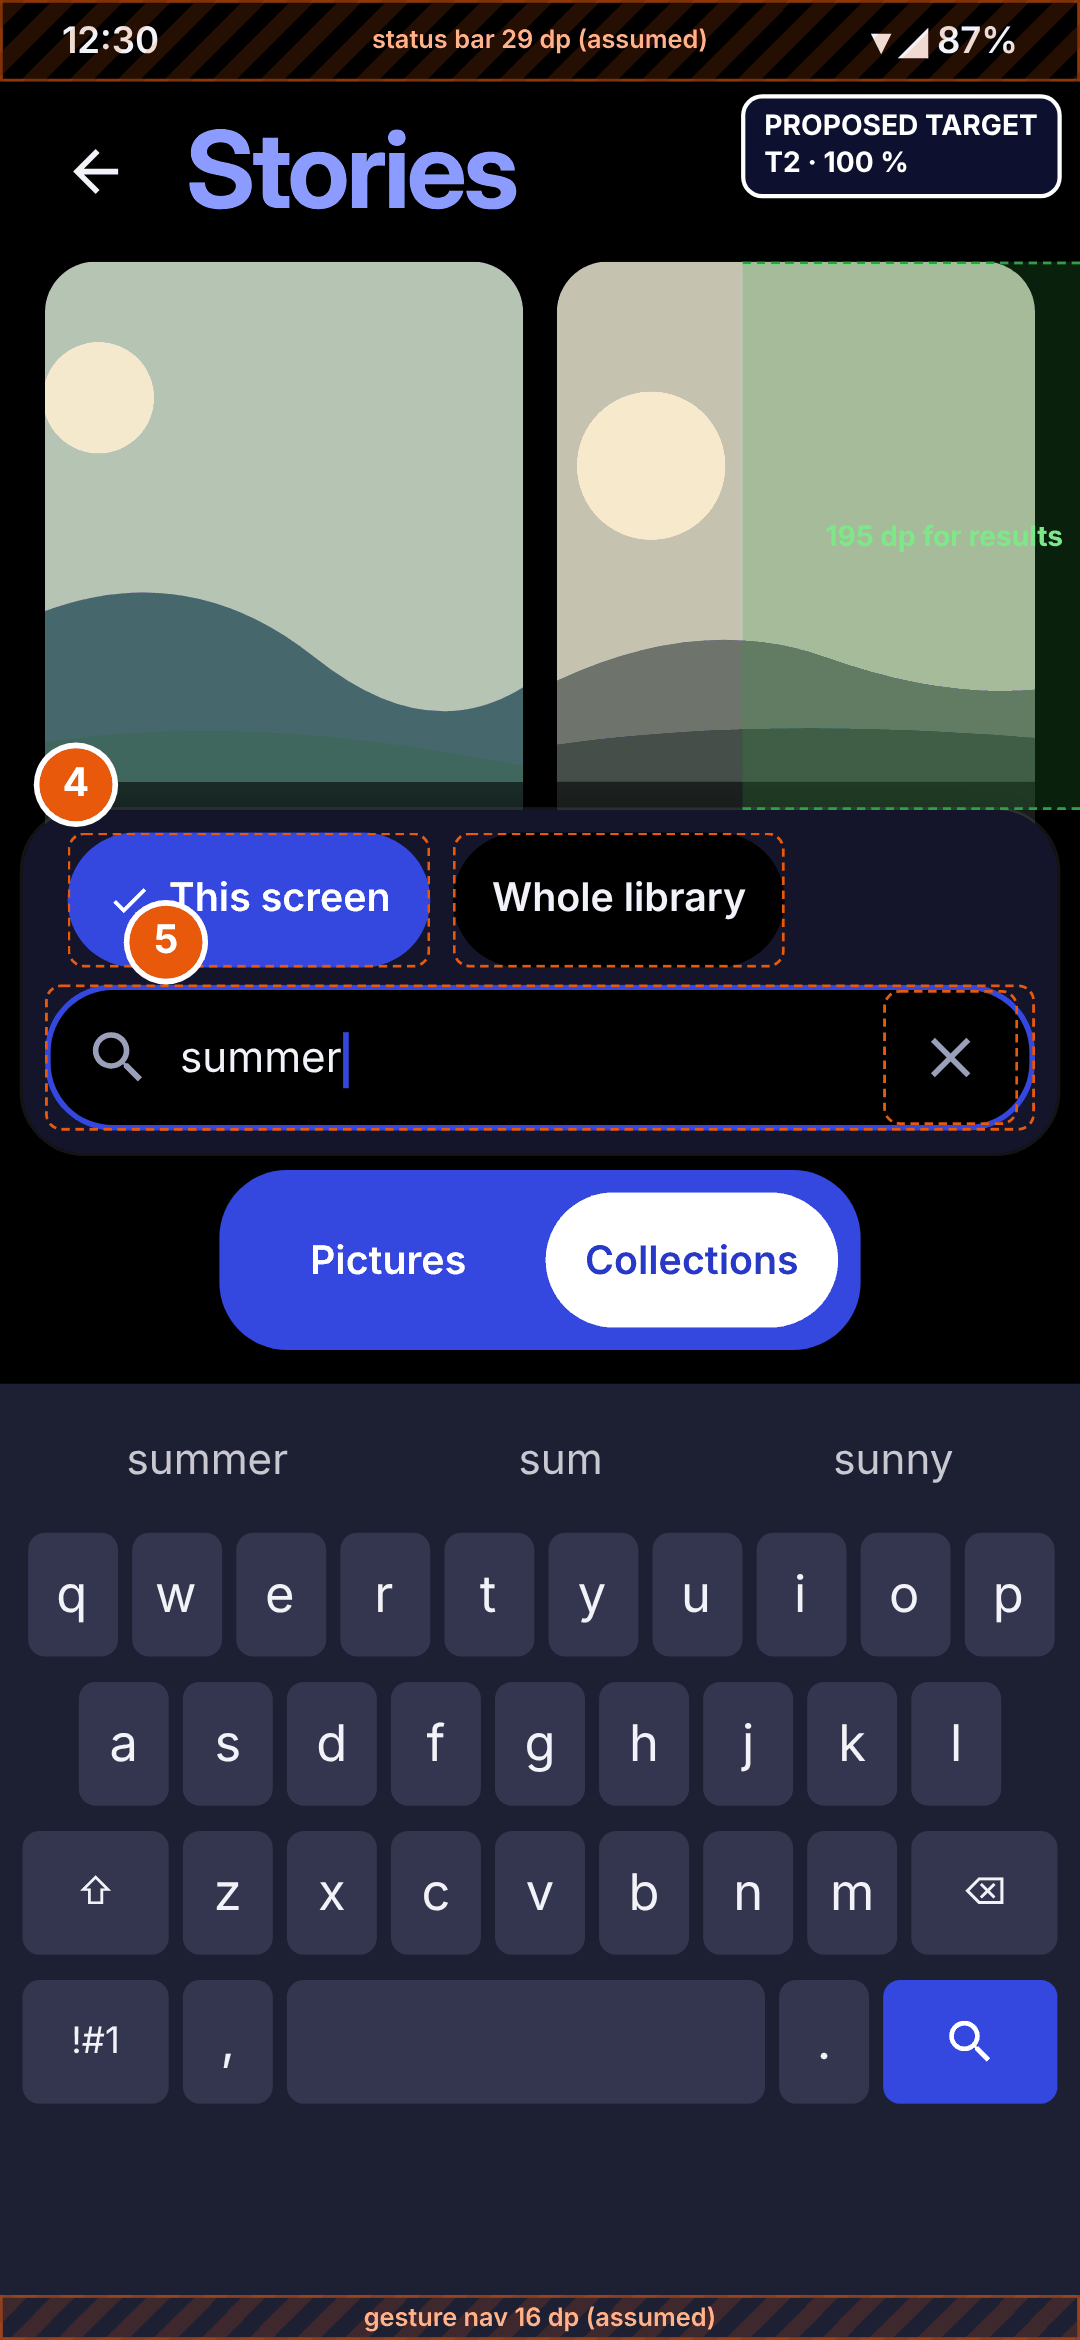 12:30
status bar 29 dp (assumed)
87%
Stories
PROPOSED TARGET
T2 · 100 %
195 dp for results
4
This screen
Whole library
5
summer
Pictures
Collections
summer sum sunny
q w e r t y u i o p
a s d f g h j k l
z x c v b n m
!#1 , .
gesture nav 16 dp (assumed)